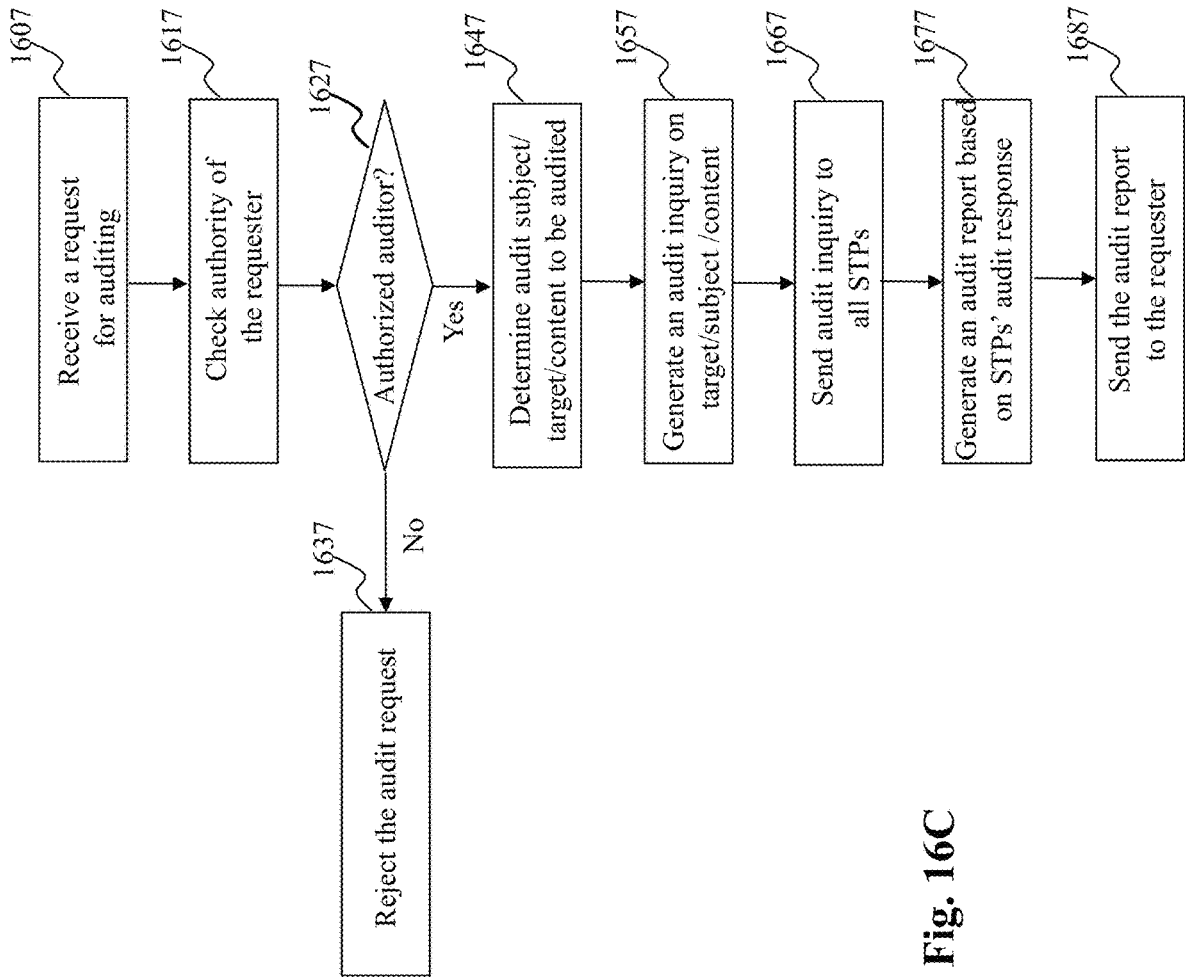 1607
Receive a request
for auditing
1617
Check authority of
the requester
1627
Authorized auditor?
No
Yes
1637
Reject the audit request
1647
Determine audit subject/
target/content to be audited
1657
Generate an audit inquiry on
target/subject /content
1667
Send audit inquiry to
all STPs
1677
Generate an audit report based
on STPs’ audit response
1687
Send the audit report
to the requester
Fig. 16C